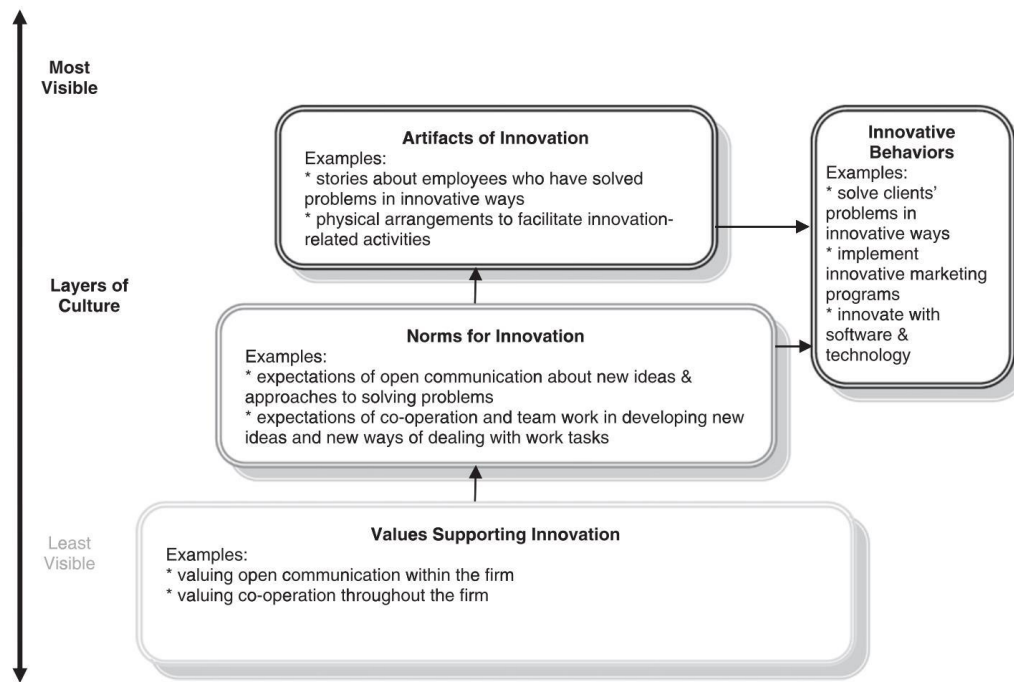 Most
Visible
Artifacts of Innovation
Examples:
* stories about employees who have solved
problems in innovative ways
* physical arrangements to facilitate innovation-
related activities
Innovative
Behaviors
Examples:
* solve clients'
problems in
innovative ways
* implement
innovative marketing
programs
* innovate with
software &
technology
Layers of
Culture
Norms for Innovation
Examples:
* expectations of open communication about new ideas &
approaches to solving problems
* expectations of co-operation and team work in developing new
ideas and new ways of dealing with work tasks
Least
Visible
Values Supporting Innovation
Examples:
* valuing open communication within the firm
* valuing co-operation throughout the firm